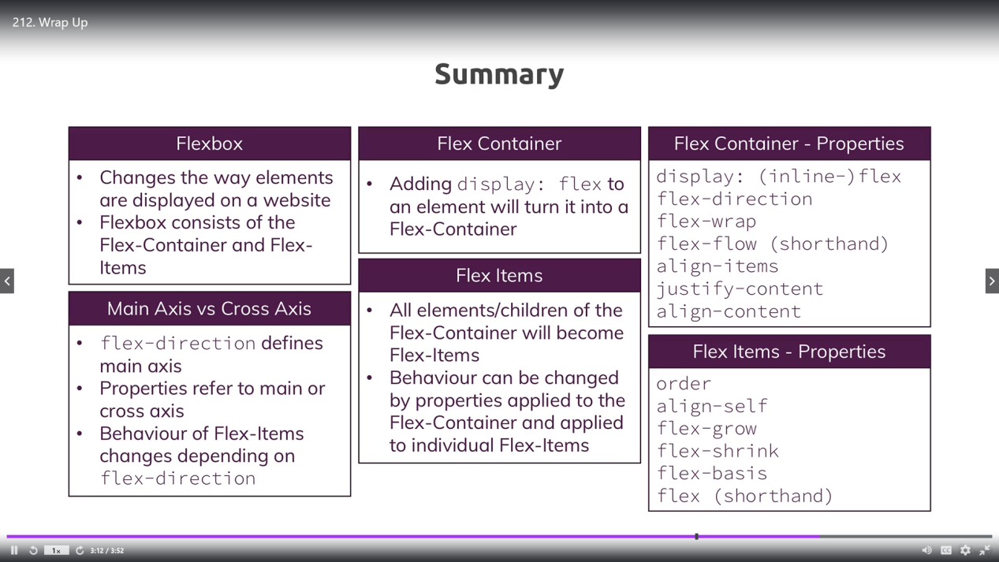 212. Wrap Up
Summary
Flexbox
• Changes the way elements
are displayed on a website
• Flexbox consists of the
Flex-Container and Flex-
Items
Main Axis vs Cross Axis
• flex-direction defines
main axis
• Properties refer to main or
cross axis
• Behaviour of Flex-Items
changes depending on
flex-direction
Flex Container
• Adding display: flex to
an element will turn it into a
Flex-Container
Flex Items
• All elements/children of the
Flex-Container will become
Flex-Items
• Behaviour can be changed
by properties applied to the
Flex-Container and applied
to individual Flex-Items
Flex Container - Properties
display: (inline-)flex
flex-direction
flex-wrap
flex-flow (shorthand)
align-items
justify-content
align-content
Flex Items - Properties
order
align-self
flex-grow
flex-shrink
flex-basis
flex (shorthand)
1x
3:12 / 3:52
CC